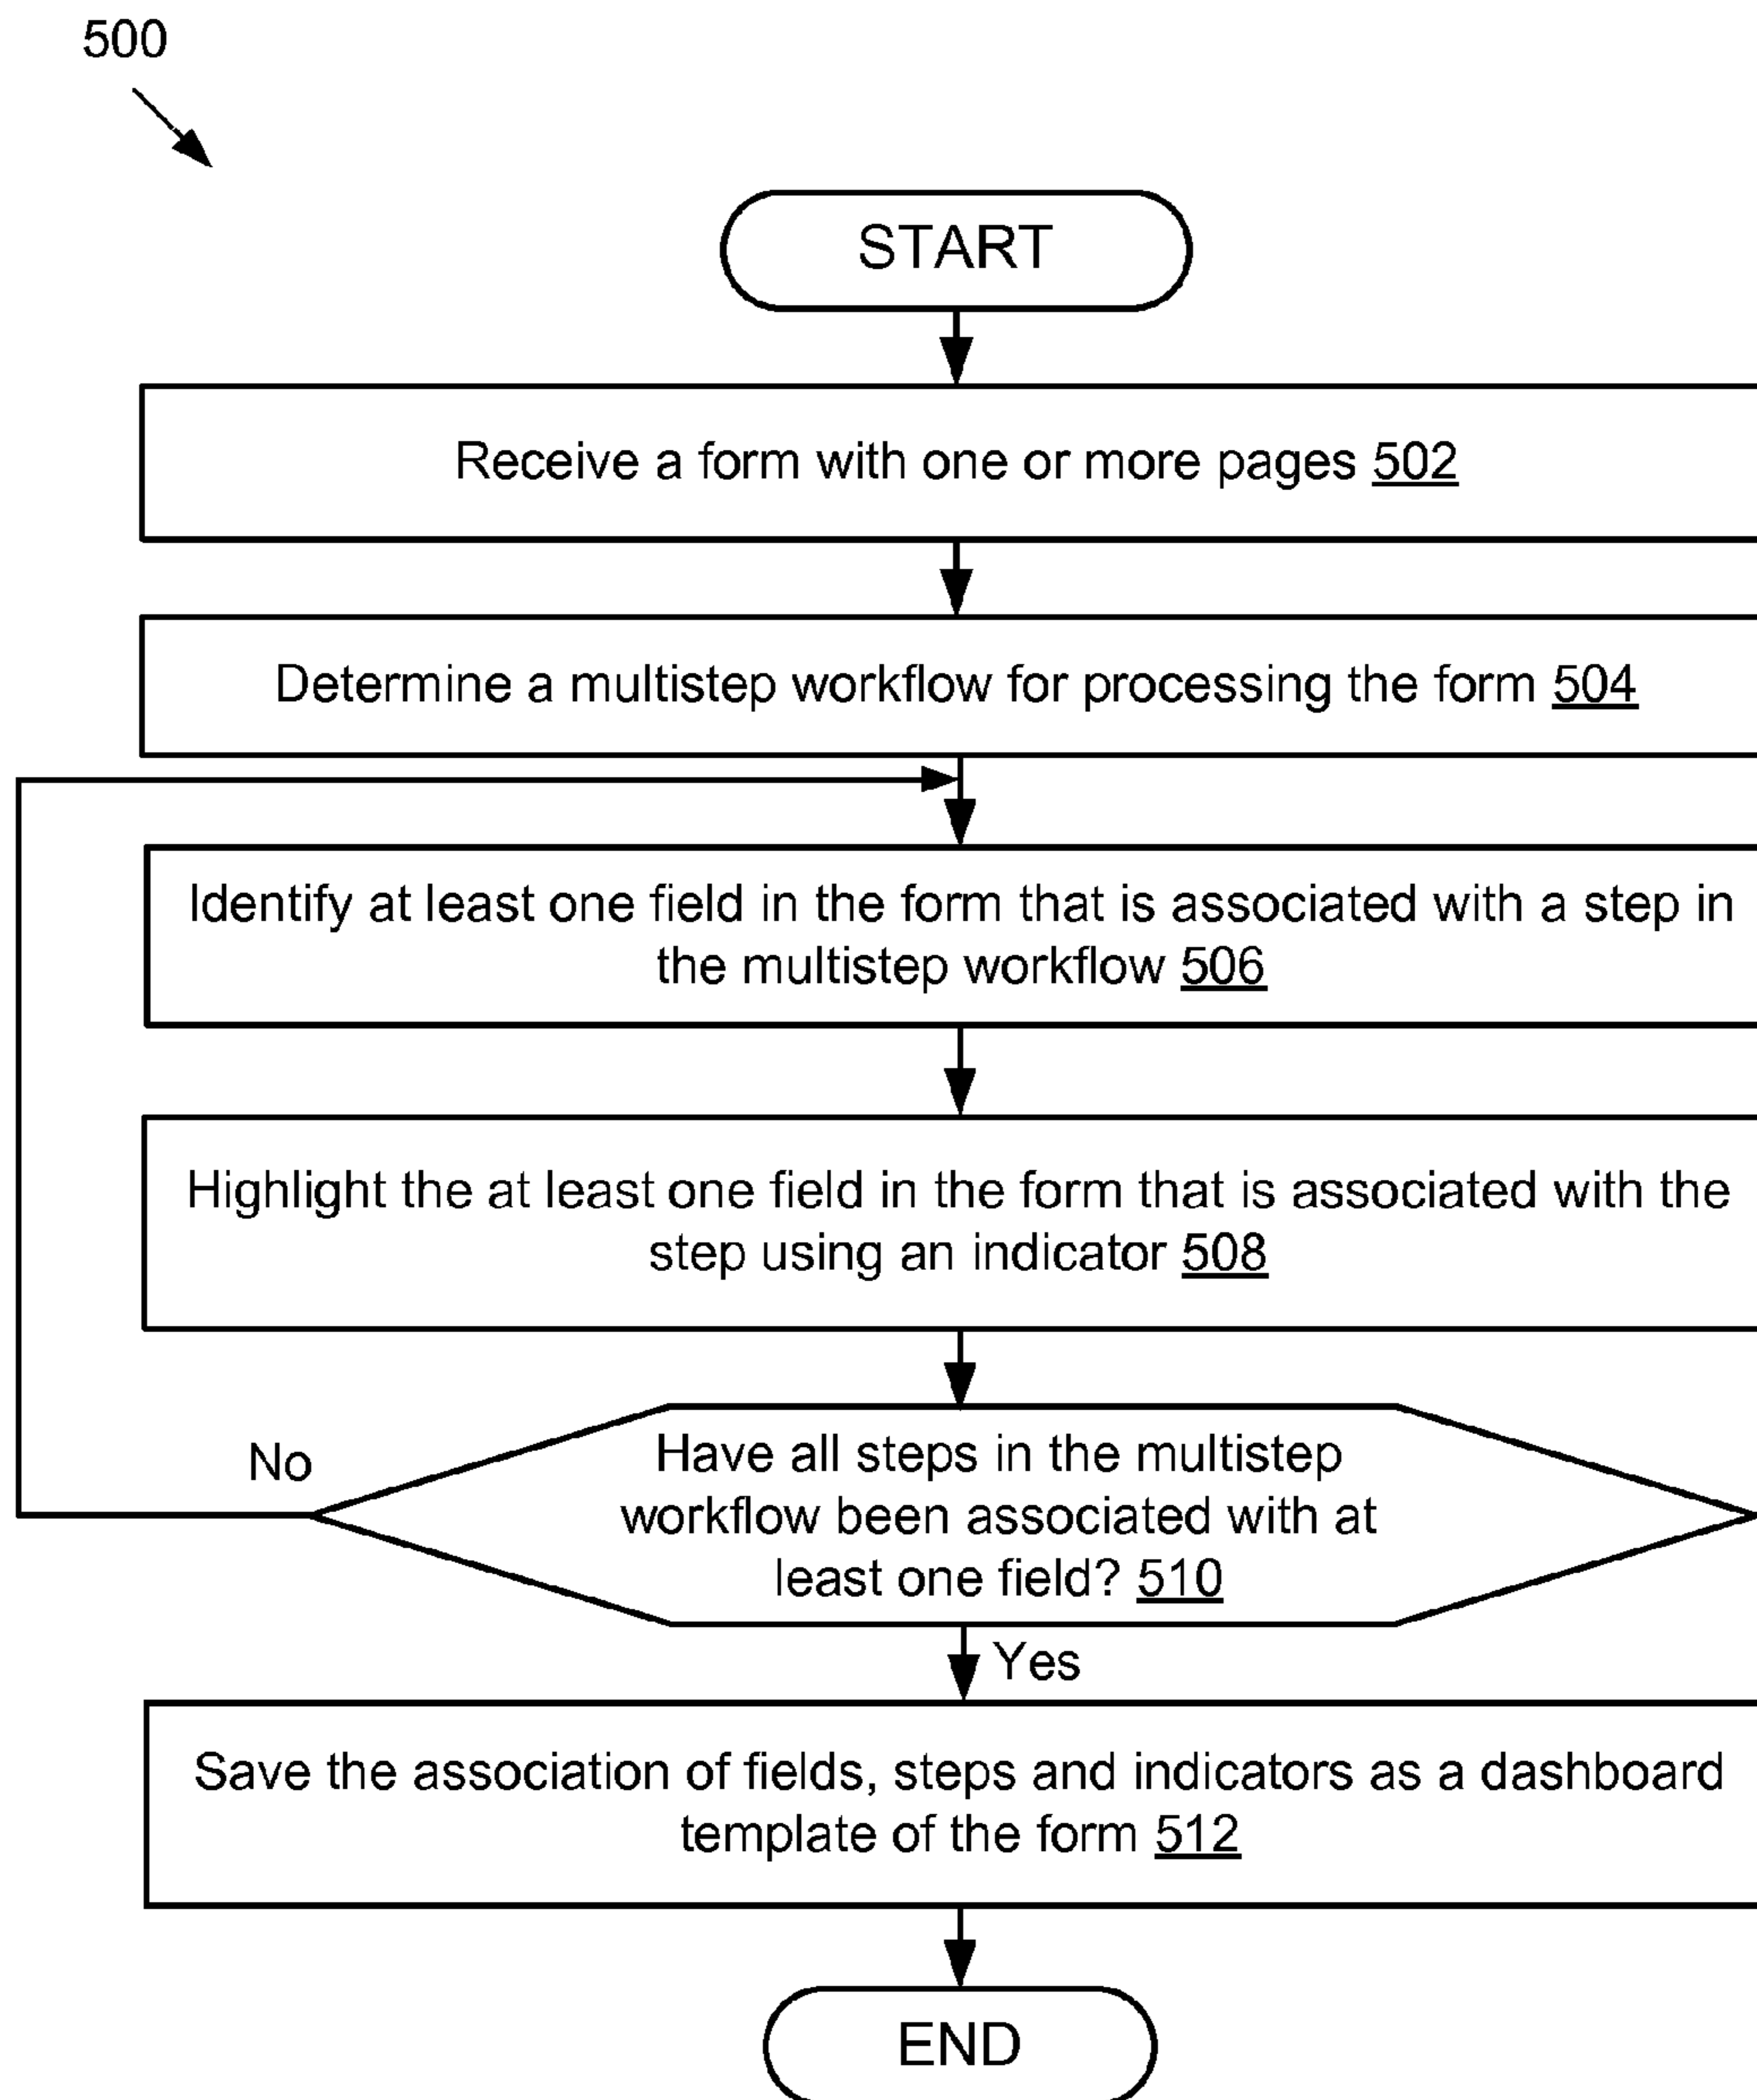 500
START
Receive a form with one or more pages 502
Determine a multistep workflow for processing the form 504
Identify at least one field in the form that is associated with a step in
the multistep workflow 506
Highlight the at least one field in the form that is associated with the
step using an indicator 508
Have all steps in the multistep
workflow been associated with at
least one field? 510
No
Yes
Save the association of fields, steps and indicators as a dashboard
template of the form 512
END